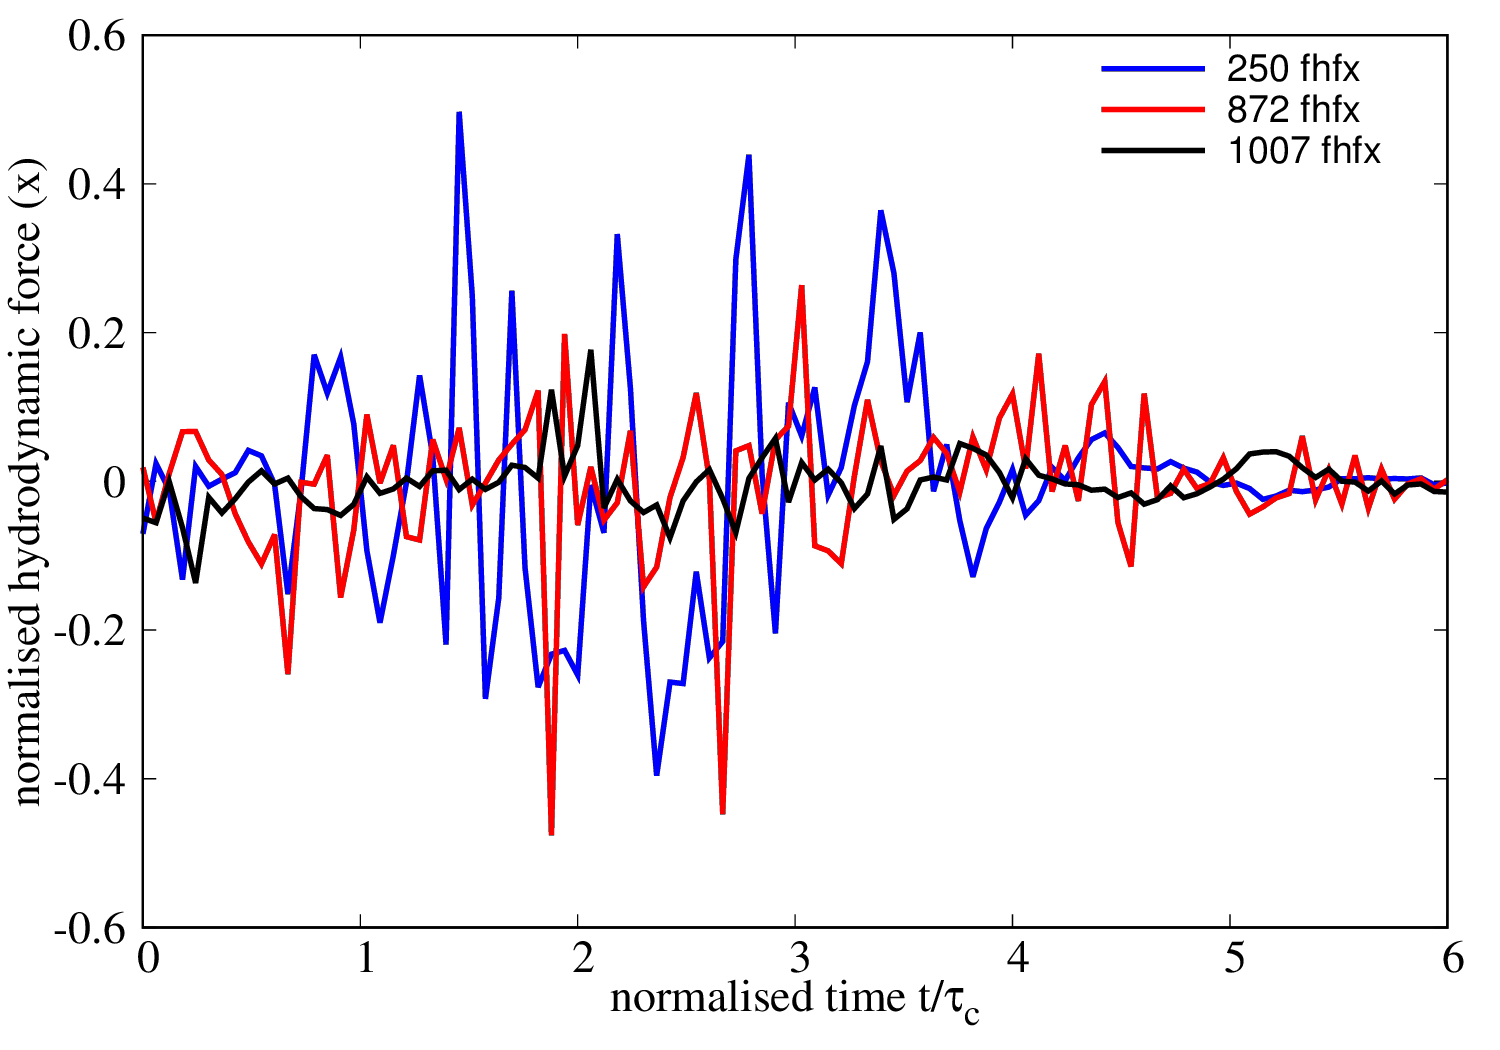 0.6
0.4
0.2
0
-0.2
-0.4
-0.6
normalised hydrodynamic force (x)
250 fhfx
872 fhfx
1007 fhfx
0 1 2 3 4 5 6
normalised time t/τc